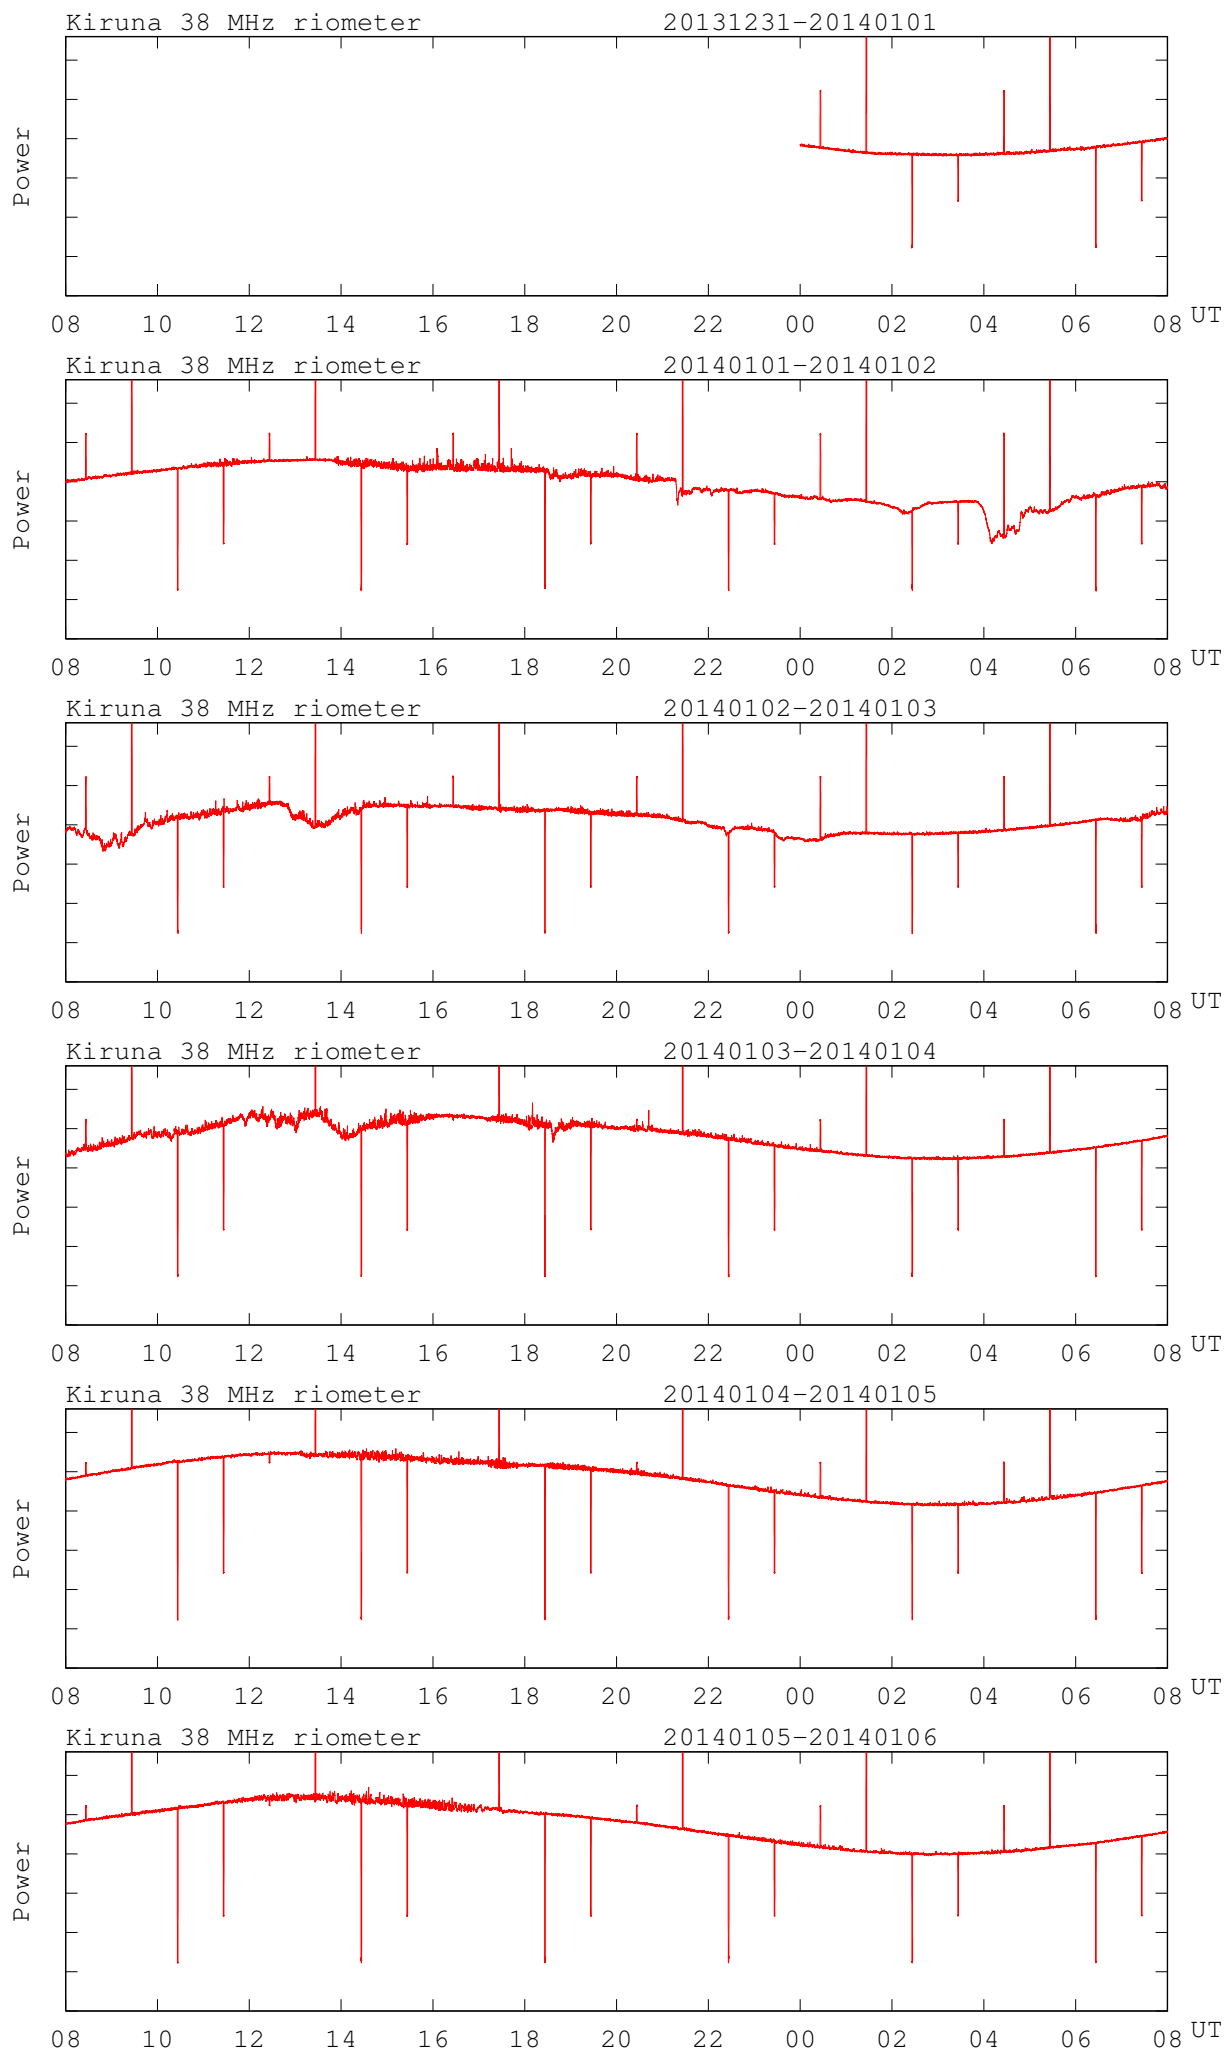 Kiruna 38 MHz riometer 20131231-20140101
Power
08 10 12 14 16 18 20 22 00 02 04 06 08 UT
Kiruna 38 MHz riometer 20140101-20140102
Power
08 10 12 14 16 18 20 22 00 02 04 06 08 UT
Kiruna 38 MHz riometer 20140102-20140103
Power
08 10 12 14 16 18 20 22 00 02 04 06 08 UT
Kiruna 38 MHz riometer 20140103-20140104
Power
08 10 12 14 16 18 20 22 00 02 04 06 08 UT
Kiruna 38 MHz riometer 20140104-20140105
Power
08 10 12 14 16 18 20 22 00 02 04 06 08 UT
Kiruna 38 MHz riometer 20140105-20140106
Power
08 10 12 14 16 18 20 22 00 02 04 06 08 UT